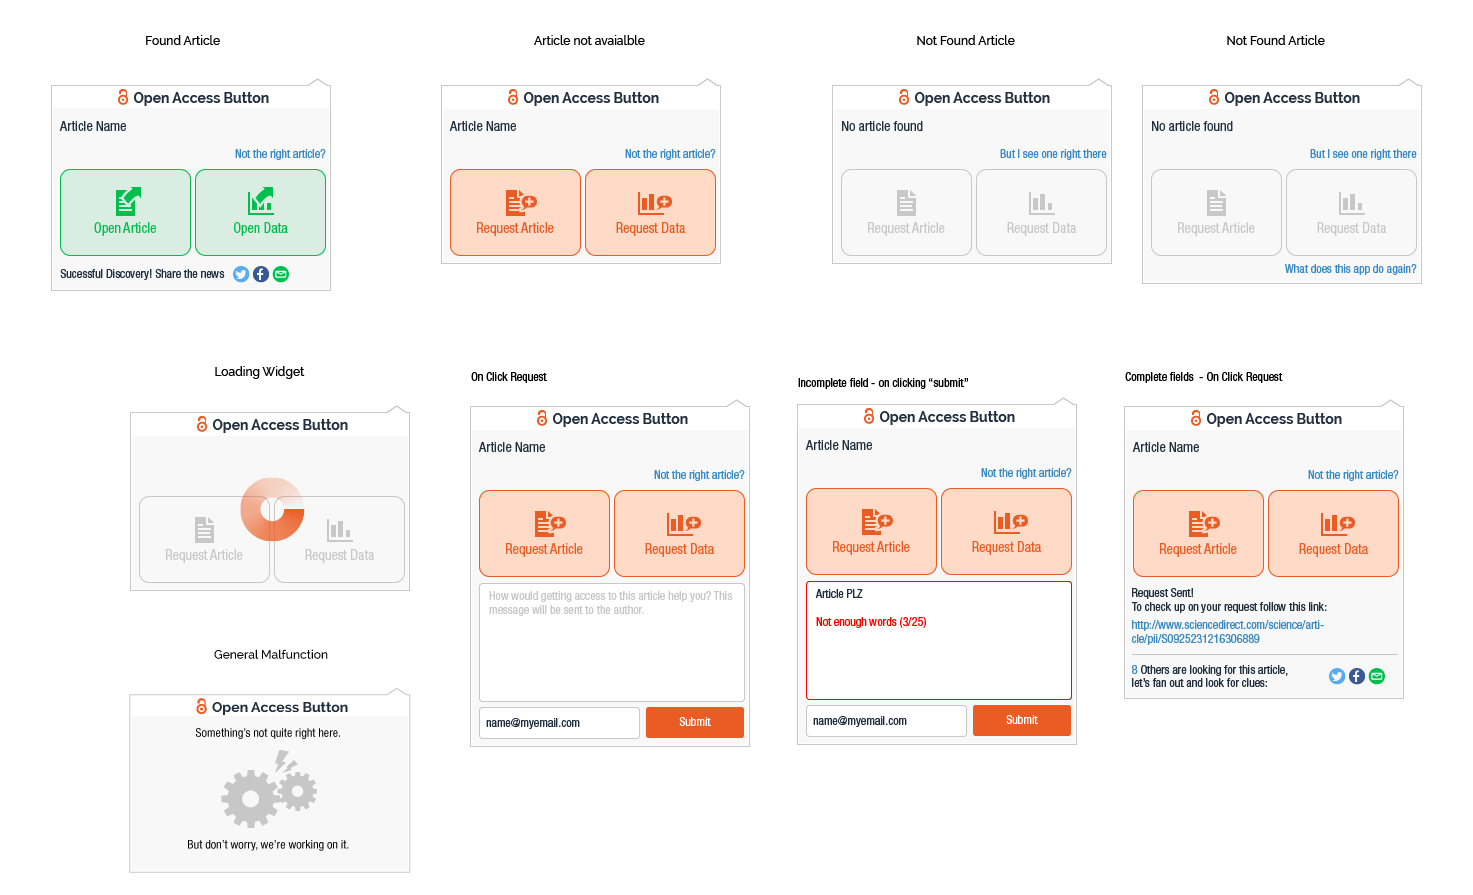 Found Article
Open Access Button
Article Name
Not the right article?
Open Article
Open Data
Sucessful Discovery! Share the news
Article not avaialble
Open Access Button
Article Name
Not the right article?
Request Article
Request Data
Not Found Article
Open Access Button
No article found
But I see one right there
Request Article
Request Data
Not Found Article
Open Access Button
No article found
But I see one right there
Request Article
Request Data
What does this app do again?
Loading Widget
Open Access Button
Request Article
Request Data
On Click Request
Open Access Button
Article Name
Not the right article?
Request Article
Request Data
How would getting access to this article help you? This
message will be sent to the author.
name@myemail.com
Submit
Incomplete field - on clicking “submit”
Open Access Button
Article Name
Not the right article?
Request Article
Request Data
Article PLZ
Not enough words (3/25)
name@myemail.com
Submit
Complete fields - On Click Request
Open Access Button
Article Name
Not the right article?
Request Article
Request Data
Request Sent!
To check up on your request follow this link:
http://www.sciencedirect.com/science/arti-
cle/pii/S0925231216306889
8 Others are looking for this article,
let’s fan out and look for clues:
General Malfunction
Open Access Button
Something’s not quite right here.
But don’t worry, we’re working on it.